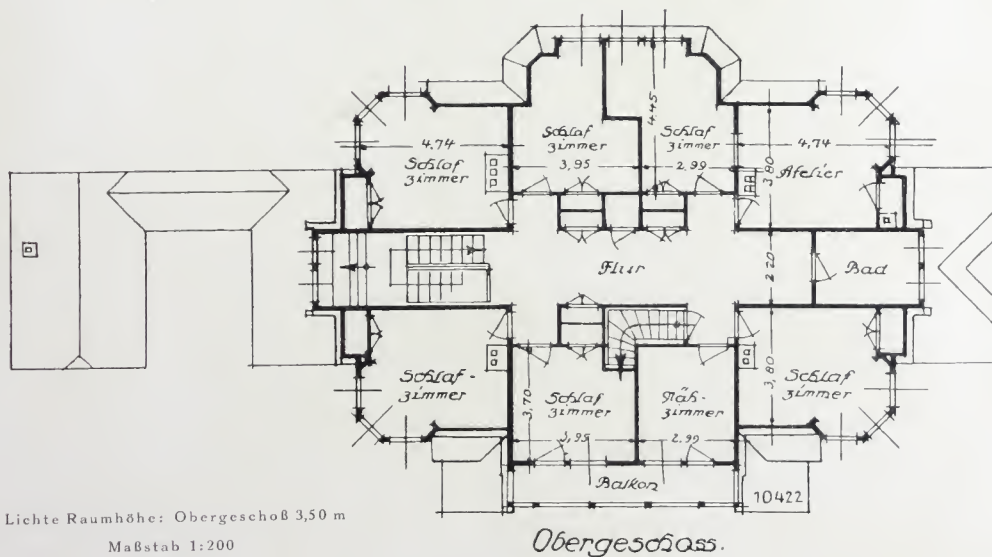 4.45
Schlaf
zimmer
3,95
Schlaf
zimmer
2,99
4,74
Schlaf
zimmer
4,74
Atelier
3,80
Flur
2,20
Bad
Schlaf-
zimmer
3,70
Schlaf
zimmer
3,95
Näh-
zimmer
2.99
Schlaf
zimmer
3,80
Balkon
10422
Lichte Raumhöhe: Obergeschoß 3,50 m
Maßstab 1:200
Obergeschoss.